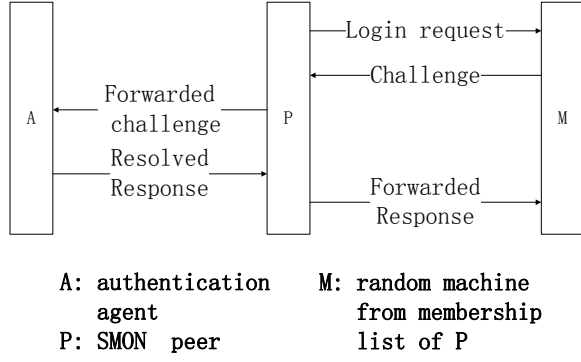 Login request
Challenge
Forwarded
challenge
A
P
M
Resolved
Response
Forwarded
Response
A: authentication
agent
P: SMON peer
M: random machine
from membership
list of P